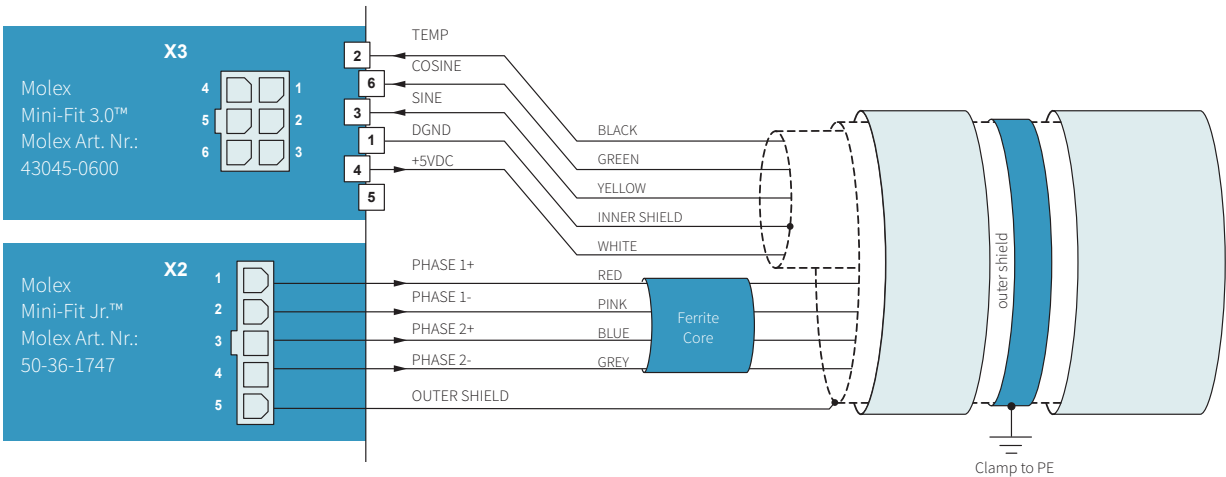 X3
Molex
Mini-Fit 3.0™
Molex Art. Nr.:
43045-0600
4 1
5 2
6 3
2 TEMP
6 COSINE
3 SINE
1 DGND
4 +5VDC
5
BLACK
GREEN
YELLOW
INNER SHIELD
WHITE
X2
Molex
Mini-Fit Jr.™
Molex Art. Nr.:
50-36-1747
1
2
3
4
5
PHASE 1+ RED
PHASE 1- PINK
PHASE 2+ BLUE
PHASE 2- GREY
OUTER SHIELD
Ferrite
Core
outer shield
Clamp to PE